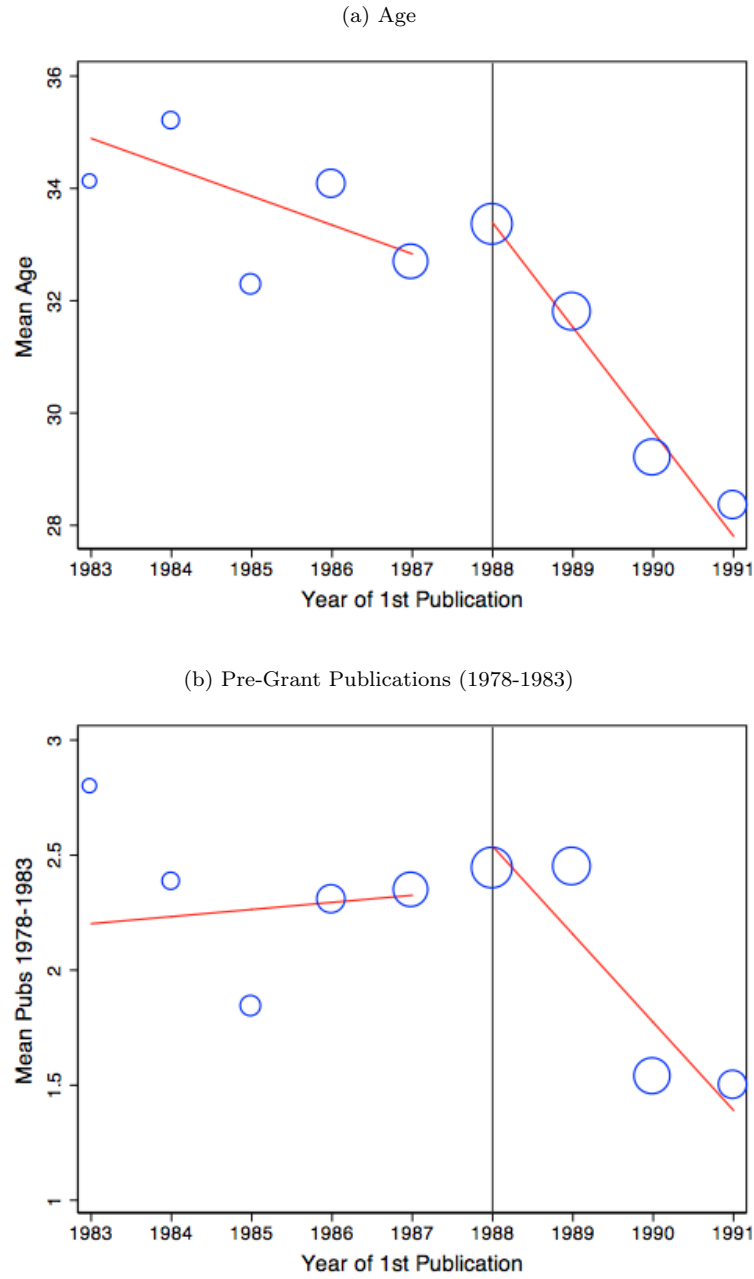 (a) Age
36
34
32
30
28
Mean Age
1983 1984 1985 1986 1987 1988 1989 1990 1991
Year of 1st Publication
(b) Pre-Grant Publications (1978-1983)
3
2.5
2
1.5
1
Mean Pubs 1978-1983
1983 1984 1985 1986 1987 1988 1989 1990 1991
Year of 1st Publication